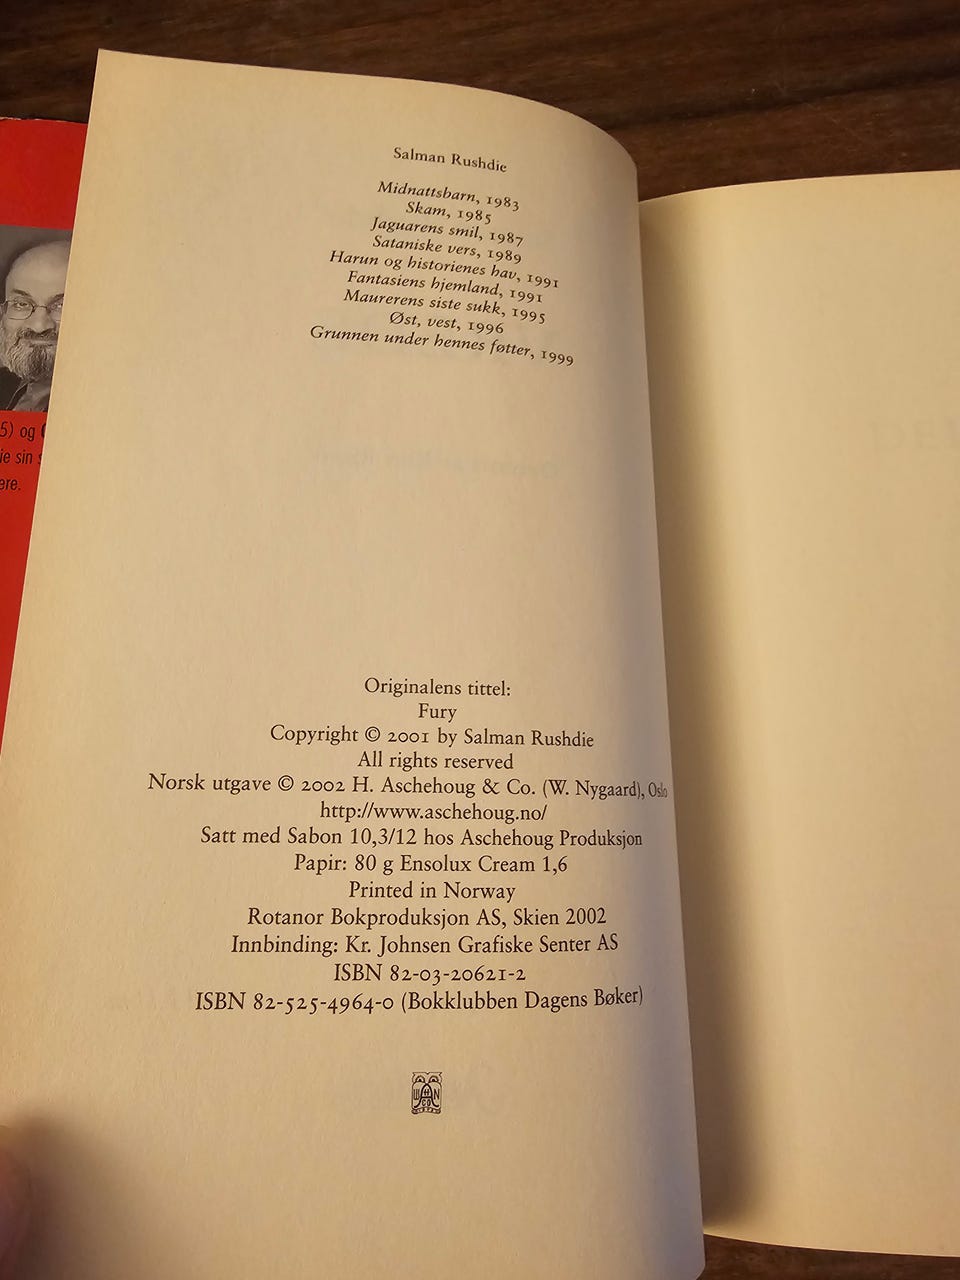 Salman Rushdie
Midnattsbarn, 1983
Skam, 1985
Jaguarens smil, 1987
Sataniske vers, 1989
Harun og historienes hav, 1991
Fantasiens hjemland, 1991
Maurerens siste sukk, 1995
Øst, vest, 1996
Grunnen under hennes føtter, 1999
5) og
ie sin s
ere.
Originalens tittel:
Fury
Copyright © 2001 by Salman Rushdie
All rights reserved
Norsk utgave © 2002 H. Aschehoug & Co. (W. Nygaard), Oslo
http://www.aschehoug.no/
Satt med Sabon 10,3/12 hos Aschehoug Produksjon
Papir: 80 g Ensolux Cream 1,6
Printed in Norway
Rotanor Bokproduksjon AS, Skien 2002
Innbinding: Kr. Johnsen Grafiske Senter AS
ISBN 82-03-20621-2
ISBN 82-525-4964-0 (Bokklubben Dagens Bøker)